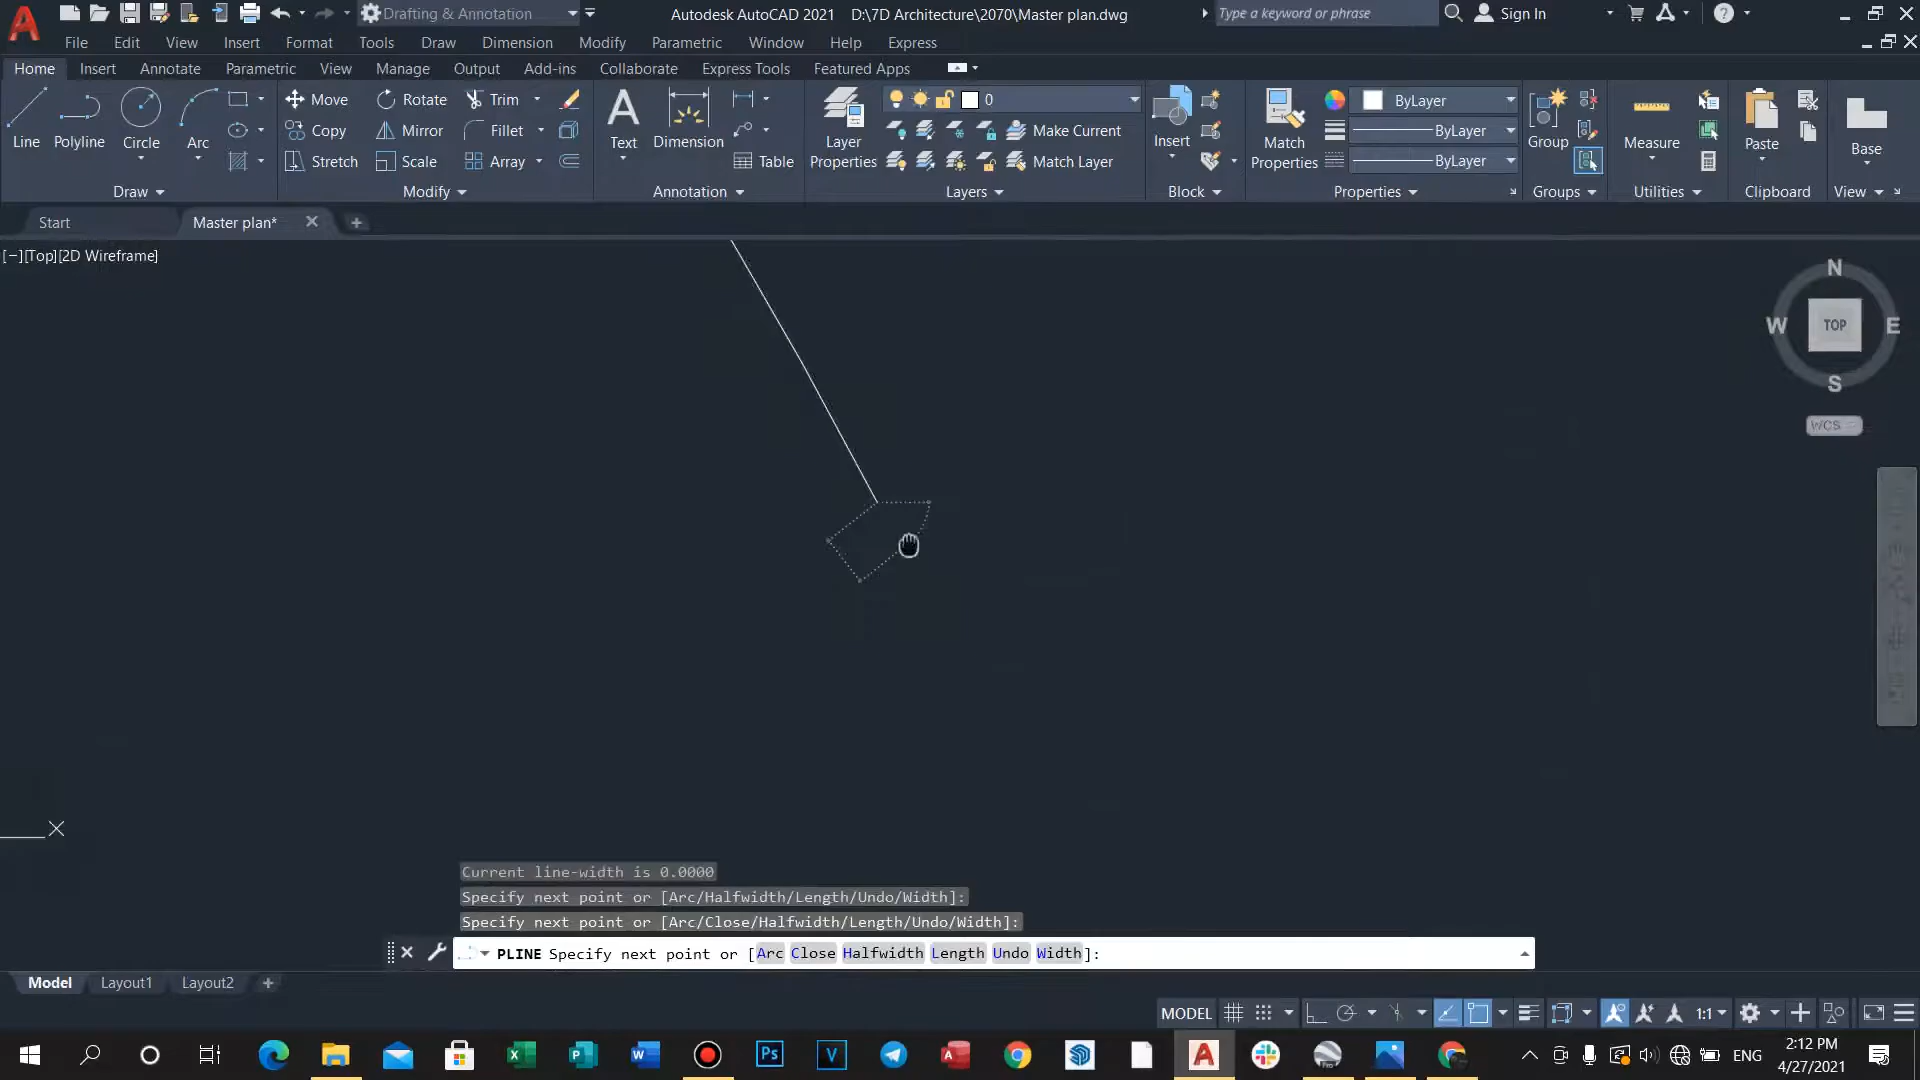 Drafting & Annotation
Autodesk AutoCAD 2021 D:\7D Architecture\2070\Master plan.dwg
Type a keyword or phrase
Sign In
File Edit View Insert Format Tools Draw Dimension Modify Parametric Window Help Express
Home Insert Annotate Parametric View Manage Output Add-ins Collaborate Express Tools Featured Apps
Line Polyline Circle Arc
Move Rotate Trim
Copy Mirror Fillet
Stretch Scale Array
Text Dimension Table
Layer Properties
0
Make Current
Match Layer
Insert
Match Properties
ByLayer
ByLayer
ByLayer
Group
Measure
Paste
Base
Draw Modify Annotation Layers Block Properties Groups Utilities Clipboard View
Start Master plan*
[−][Top][2D Wireframe]
N
W TOP E
S
WCS
Current line-width is 0.0000
Specify next point or [Arc/Halfwidth/Length/Undo/Width]:
Specify next point or [Arc/Close/Halfwidth/Length/Undo/Width]:
PLINE Specify next point or [Arc Close Halfwidth Length Undo Width]:
Model Layout1 Layout2
MODEL 1:1
ENG
2:12 PM
4/27/2021